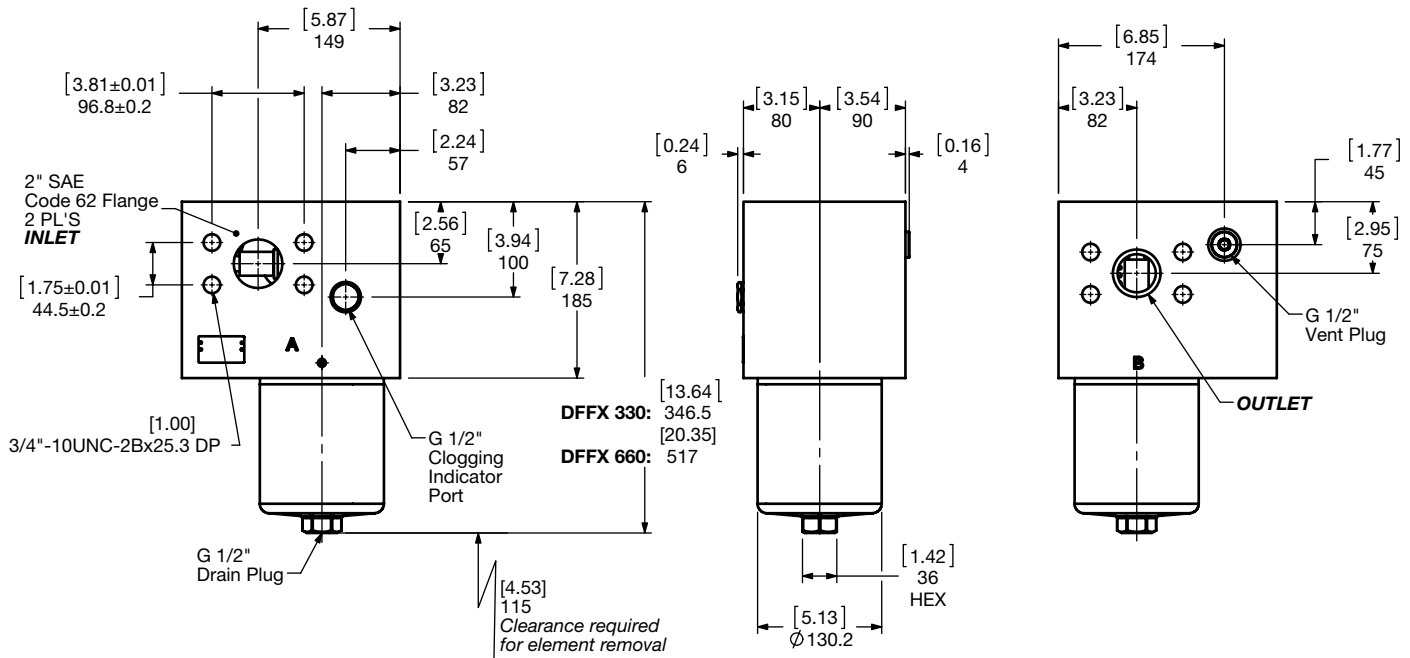 [5.87]
149
[3.81±0.01]
96.8±0.2
[3.23]
82
[2.24]
57
2" SAE
Code 62 Flange
2 PL'S
INLET
[2.56]
65
[3.94]
100
[7.28]
185
[1.75±0.01]
44.5±0.2
A
[1.00]
3/4"-10UNC-2Bx25.3 DP
G 1/2"
Clogging
Indicator
Port
G 1/2"
Drain Plug
[4.53]
115
Clearance required
for element removal
[13.64]
DFFX 330: 346.5
[20.35]
DFFX 660: 517
[3.15]
80
[3.54]
90
[0.24]
6
[0.16]
4
[1.42]
36
HEX
[5.13]
Ø130.2
[6.85]
174
[3.23]
82
[1.77]
45
[2.95]
75
G 1/2"
Vent Plug
B
OUTLET